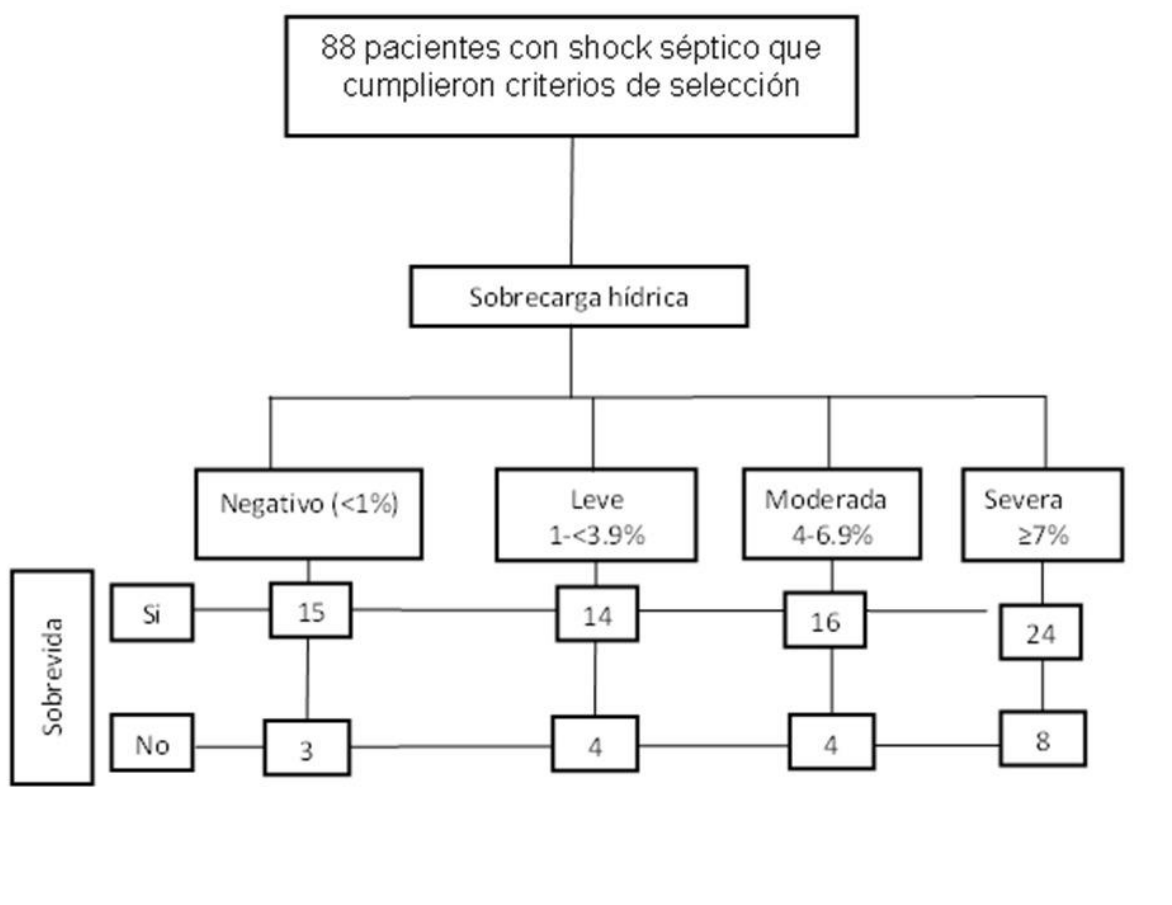 88 pacientes con shock séptico que
cumplieron criterios de selección
Sobrecarga hídrica
Negativo (<1%)
Leve
1-<3.9%
Moderada
4-6.9%
Severa
≥7%
Sobrevida
Si
15
14
16
24
No
3
4
4
8